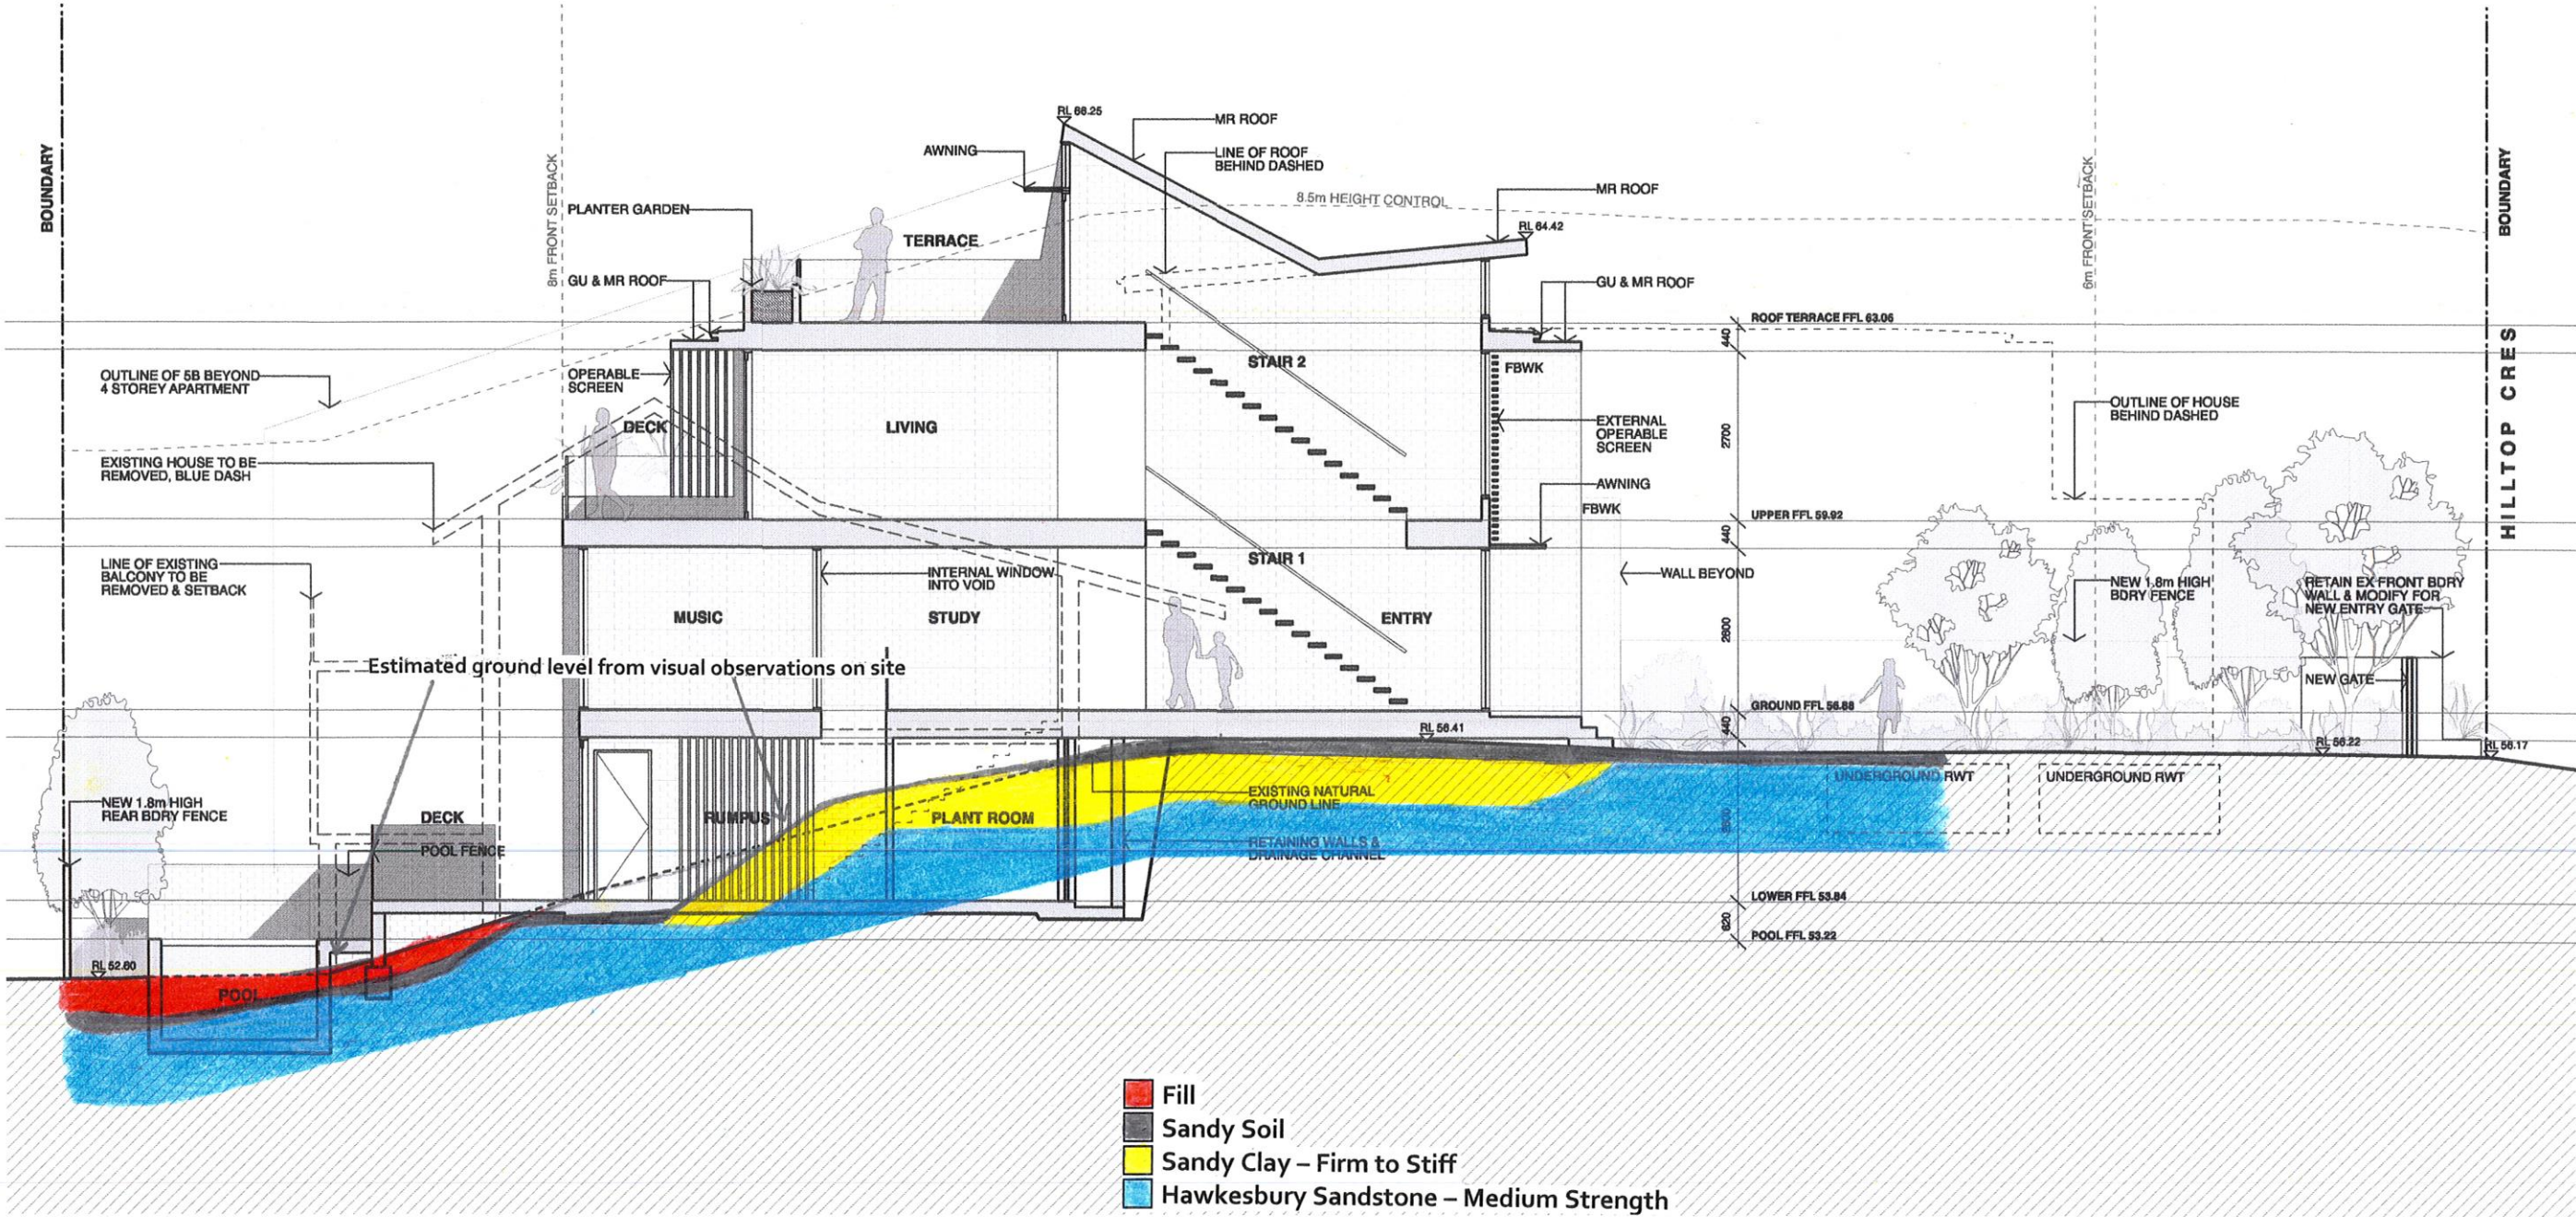 BOUNDARY
8m FRONT SETBACK
RL 66.25
MR ROOF
AWNING
LINE OF ROOF
BEHIND DASHED
8.5m HEIGHT CONTROL
MR ROOF
6m FRONT SETBACK
BOUNDARY
PLANTER GARDEN
TERRACE
RL 64.42
GU & MR ROOF
GU & MR ROOF
ROOF TERRACE FFL 63.06
440
OUTLINE OF 5B BEYOND
4 STOREY APARTMENT
OPERABLE
SCREEN
STAIR 2
FBWK
HILLTOP CRES
DECK
LIVING
EXTERNAL
OPERABLE
SCREEN
2700
OUTLINE OF HOUSE
BEHIND DASHED
EXISTING HOUSE TO BE
REMOVED, BLUE DASH
AWNING
FBWK
UPPER FFL 59.92
440
LINE OF EXISTING
BALCONY TO BE
REMOVED & SETBACK
INTERNAL WINDOW
INTO VOID
STAIR 1
WALL BEYOND
NEW 1.8m HIGH
BDRY FENCE
RETAIN EX FRONT BDRY
WALL & MODIFY FOR
NEW ENTRY GATE
MUSIC
STUDY
ENTRY
2600
Estimated ground level from visual observations on site
NEW GATE
GROUND FFL 56.88
440
RL 56.41
RL 56.22
RL 56.17
UNDERGROUND RWT
UNDERGROUND RWT
EXISTING NATURAL
GROUND LINE
NEW 1.8m HIGH
REAR BDRY FENCE
DECK
RUMPUS
PLANT ROOM
POOL FENCE
RETAINING WALLS &
DRAINAGE CHANNEL
LOWER FFL 53.84
620
POOL FFL 53.22
RL 52.60
POOL
Fill
Sandy Soil
Sandy Clay – Firm to Stiff
Hawkesbury Sandstone – Medium Strength